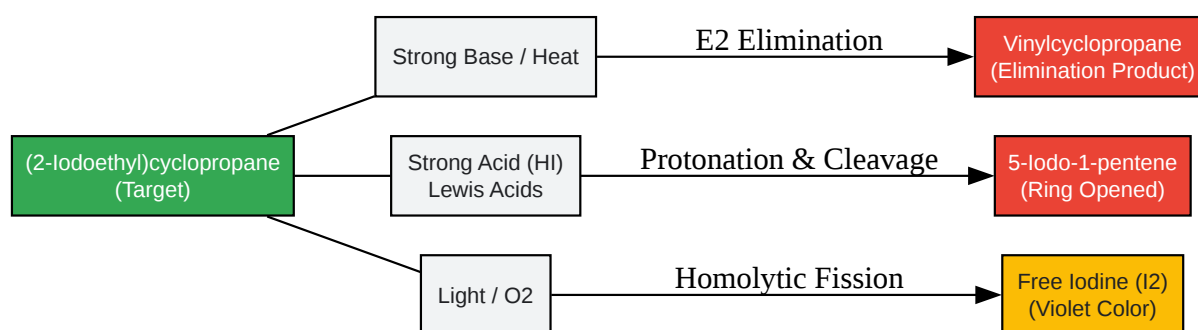 Strong Base / Heat
E2 Elimination
Vinylcyclopropane
(Elimination Product)
(2-Iodoethyl)cyclopropane
(Target)
Strong Acid (HI)
Lewis Acids
Protonation & Cleavage
5-Iodo-1-pentene
(Ring Opened)
Light / O2
Homolytic Fission
Free Iodine (I2)
(Violet Color)